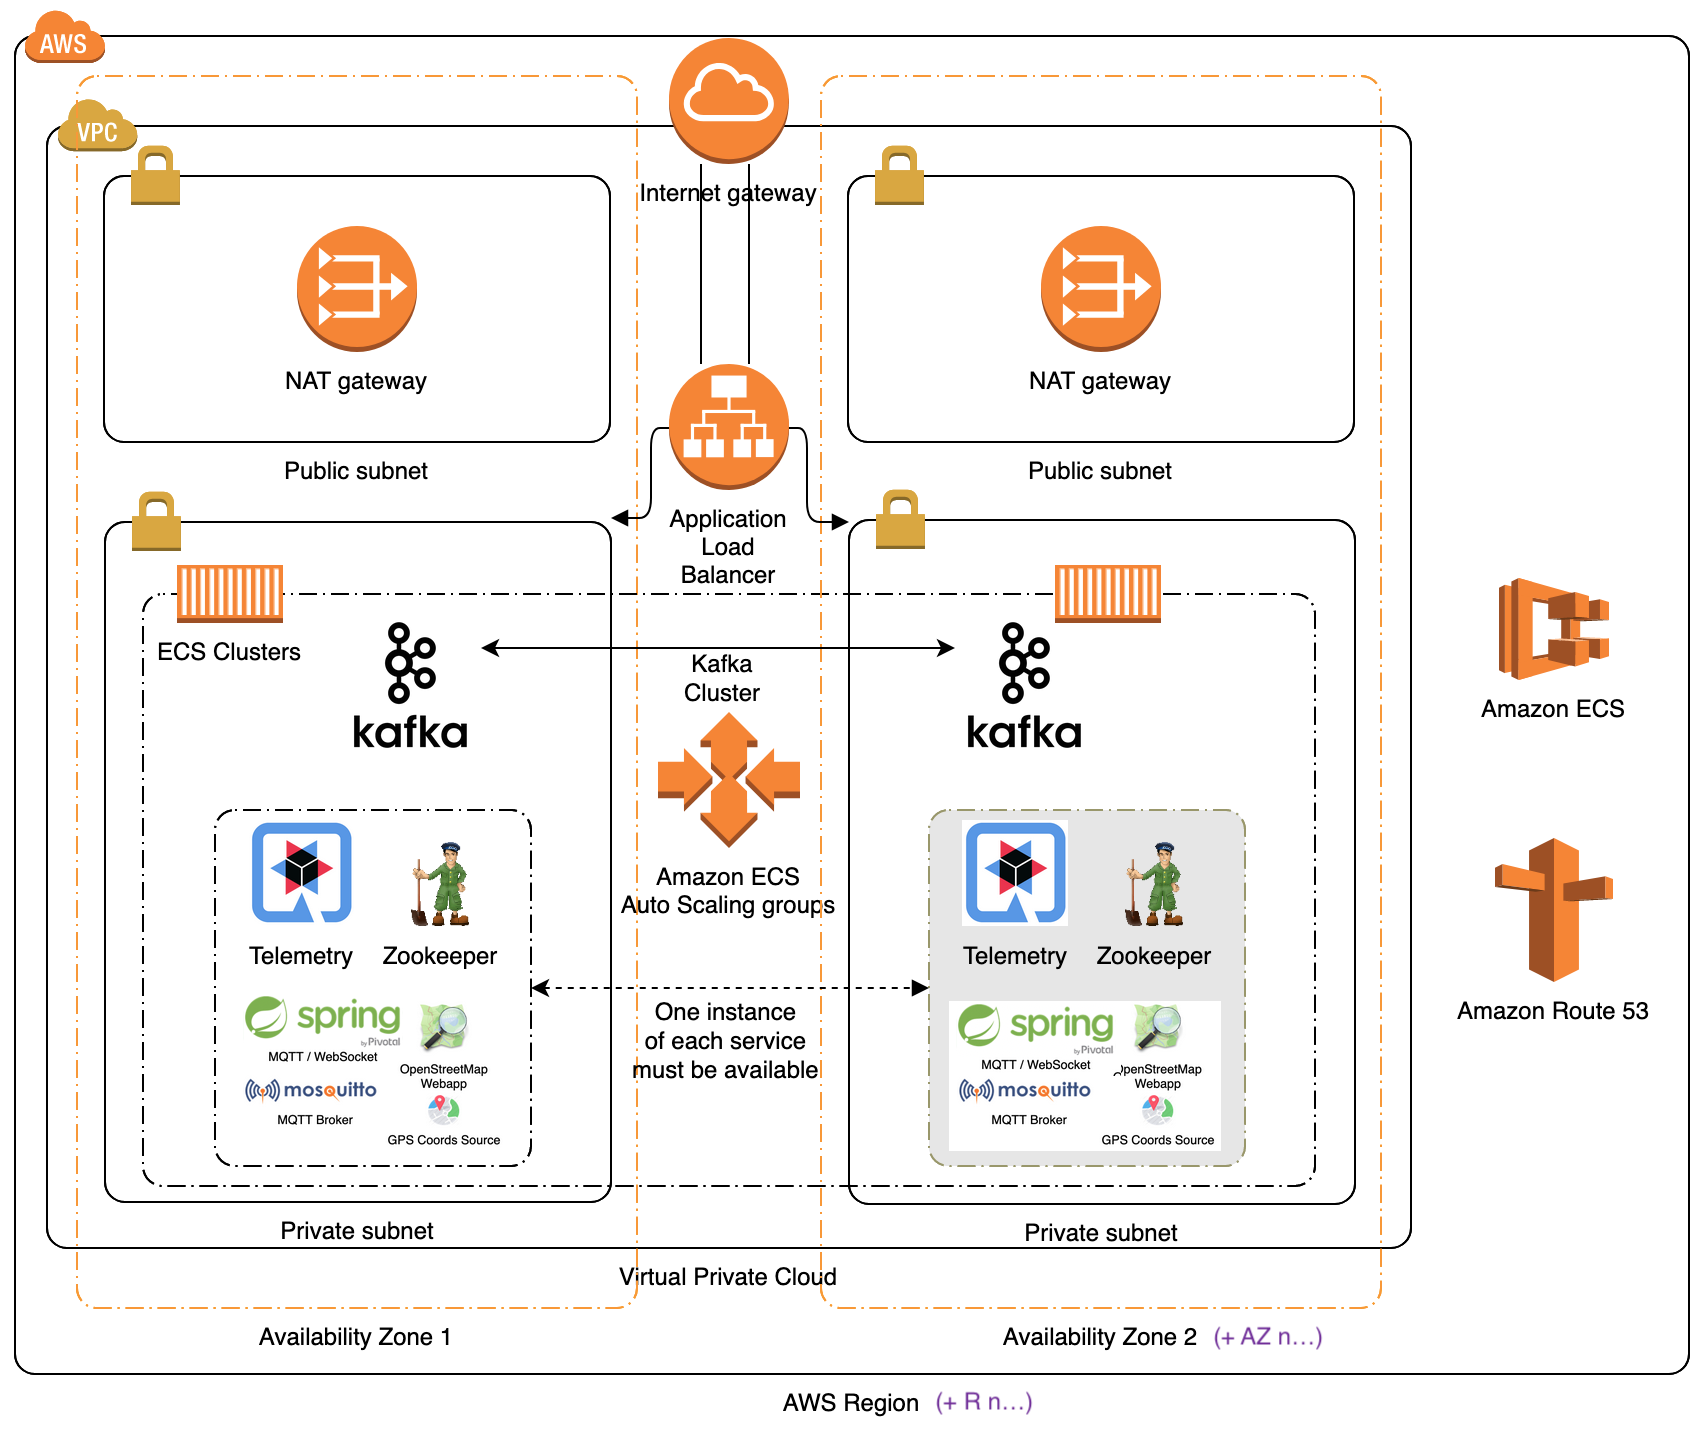 AWS
VPC
Internet gateway
NAT gateway
NAT gateway
Public subnet
Public subnet
Application
Load
Balancer
ECS Clusters
kafka
Kafka
Cluster
kafka
Amazon ECS
Amazon ECS
Auto Scaling groups
Telemetry
Zookeeper
Telemetry
Zookeeper
spring
by Pivotal
MQTT / WebSocket
OpenStreetMap
Webapp
mosquitto
MQTT Broker
GPS Coords Source
One instance
of each service
must be available
spring
by Pivotal
MQTT / WebSocket
OpenStreetMap
Webapp
mosquitto
MQTT Broker
GPS Coords Source
Amazon Route 53
Private subnet
Private subnet
Virtual Private Cloud
Availability Zone 1
Availability Zone 2 (+ AZ n...)
AWS Region (+ R n...)